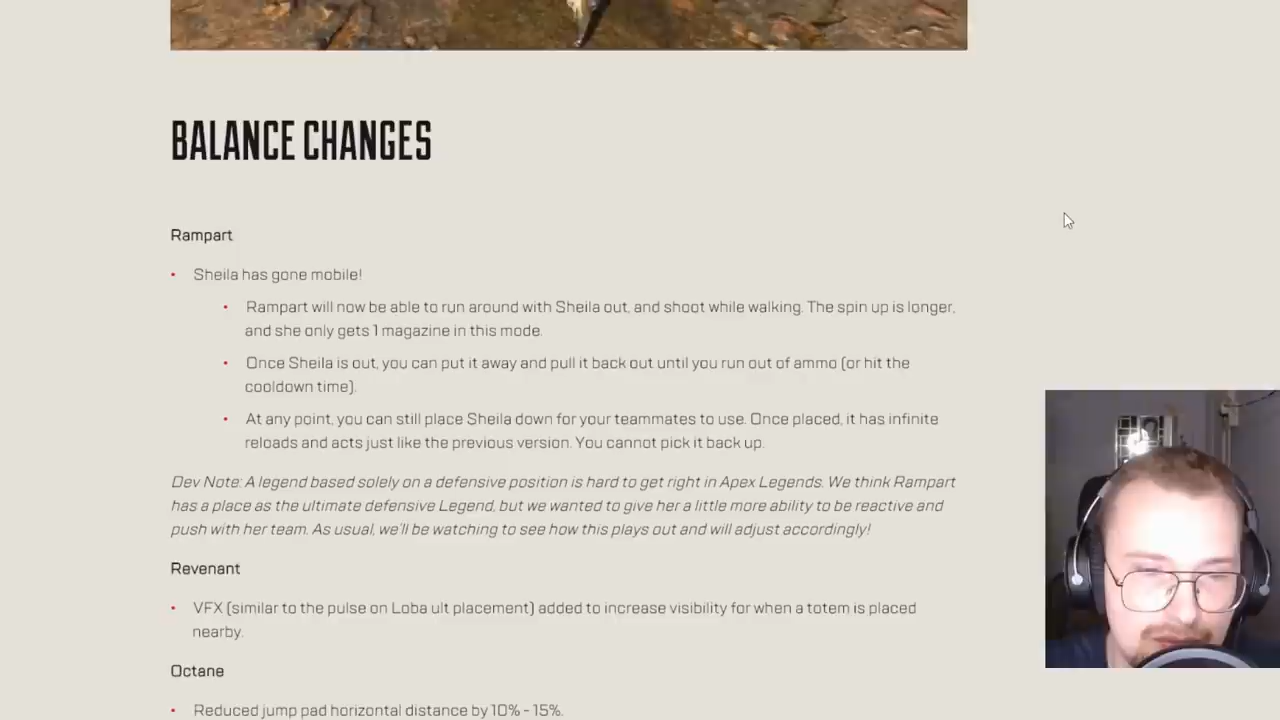 BALANCE CHANGES
Rampart
• Sheila has gone mobile!
• Rampart will now be able to run around with Sheila out, and shoot while walking. The spin up is longer,
and she only gets 1 magazine in this mode.
• Once Sheila is out, you can put it away and pull it back out until you run out of ammo (or hit the
cooldown time).
• At any point, you can still place Sheila down for your teammates to use. Once placed, it has infinite
reloads and acts just like the previous version. You cannot pick it back up.
Dev Note: A legend based solely on a defensive position is hard to get right in Apex Legends. We think Rampart
has a place as the ultimate defensive Legend, but we wanted to give her a little more ability to be reactive and
push with her team. As usual, we'll be watching to see how this plays out and will adjust accordingly!
Revenant
• VFX (similar to the pulse on Loba ult placement) added to increase visibility for when a totem is placed
nearby.
Octane
• Reduced jump pad horizontal distance by 10% - 15%.